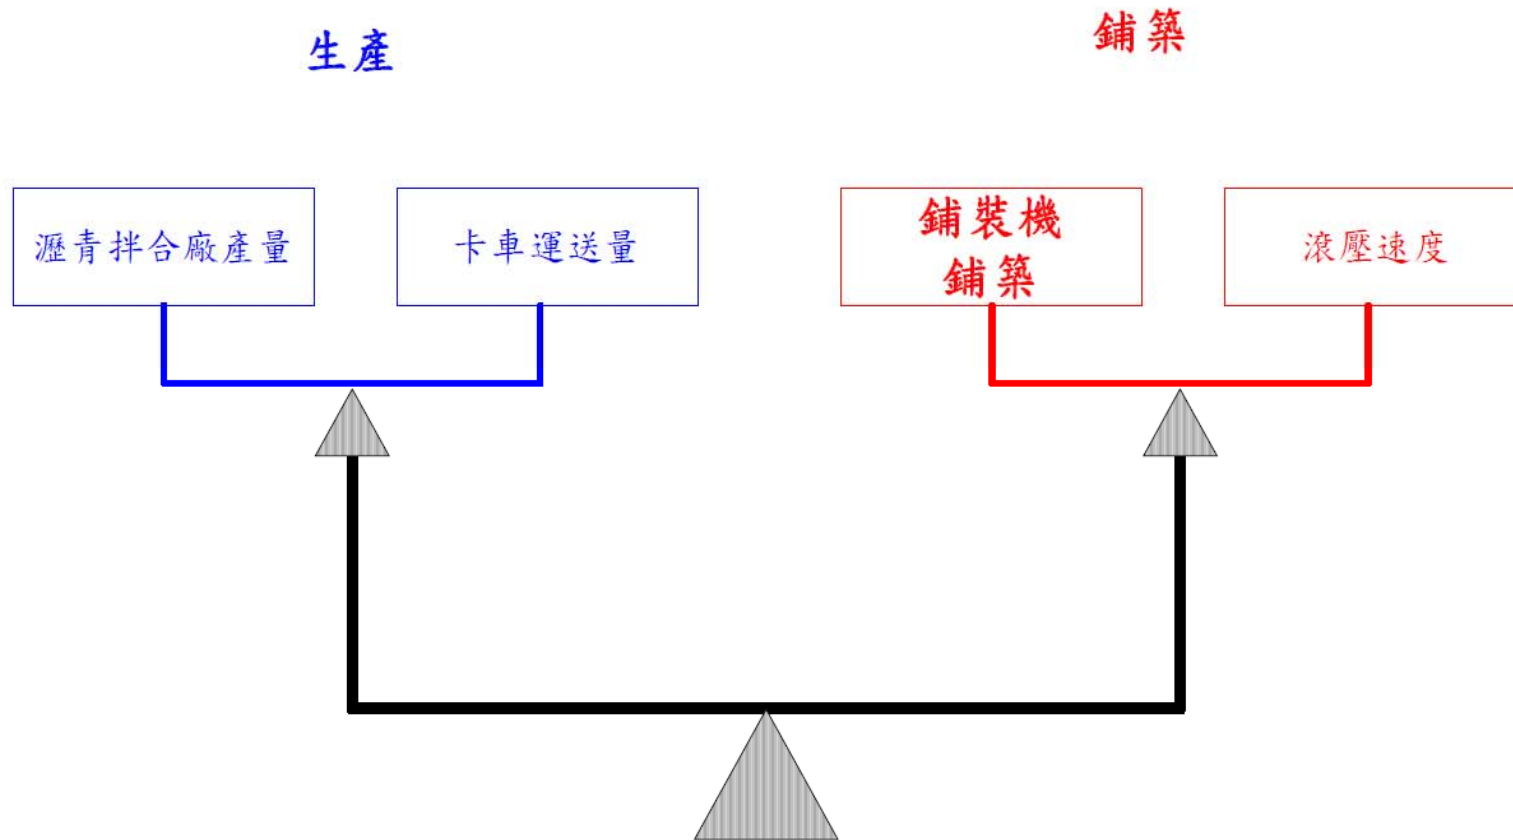 生產
鋪築
瀝青拌合廠產量
卡車運送量
鋪裝機
鋪築
滾壓速度